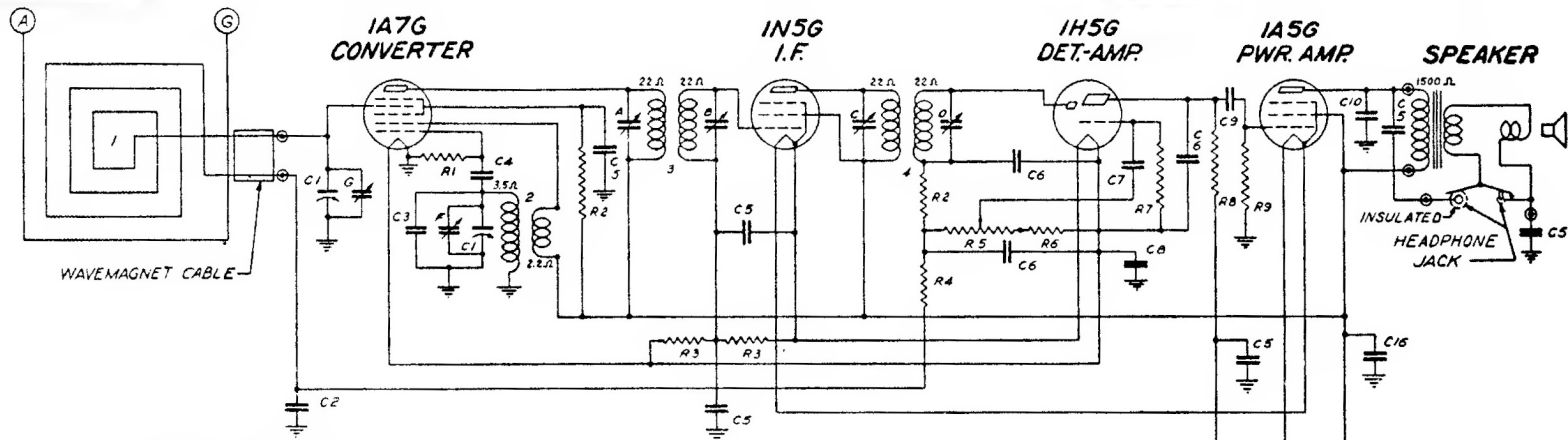 A
G
1A7G
CONVERTER
1N5G
I.F.
1H5G
DET.-AMP.
1A5G
PWR. AMP.
SPEAKER
1
WAVEMAGNET CABLE
C1
G
C2
R1
C4
C3
F
C1
3.5Ω
2
2.2Ω
R2
C5
A
22Ω
22Ω
3
B
R3
R3
C5
C5
C
22Ω
22Ω
4
D
C6
R2
R5
R6
C6
R4
C7
R7
C6
C8
R8
C9
R9
C5
C16
C10
C5
1500Ω
INSULATED
HEADPHONE
JACK
C5